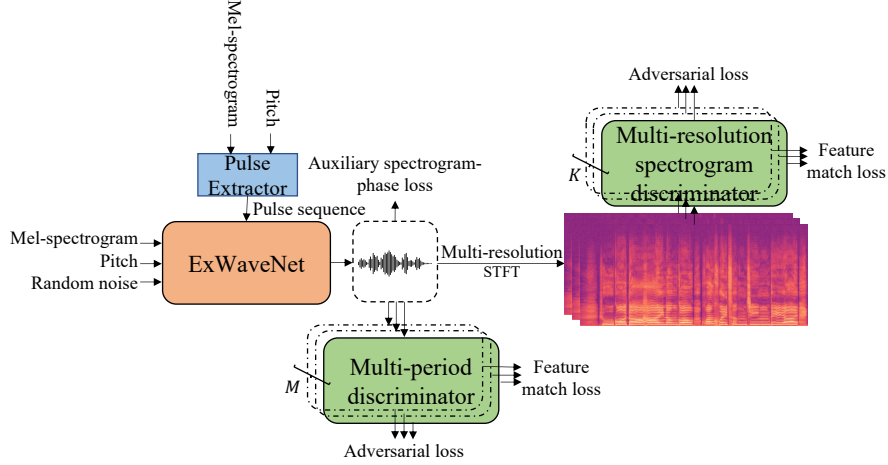 Mel-spectrogram
Pitch
Pulse
Extractor
Pulse sequence
Mel-spectrogram
Pitch
Random noise
ExWaveNet
Auxiliary spectrogram-
phase loss
Multi-resolution
STFT
Adversarial loss
Multi-resolution
spectrogram
discriminator
K
Feature
match loss
Multi-period
discriminator
M
Feature
match loss
Adversarial loss